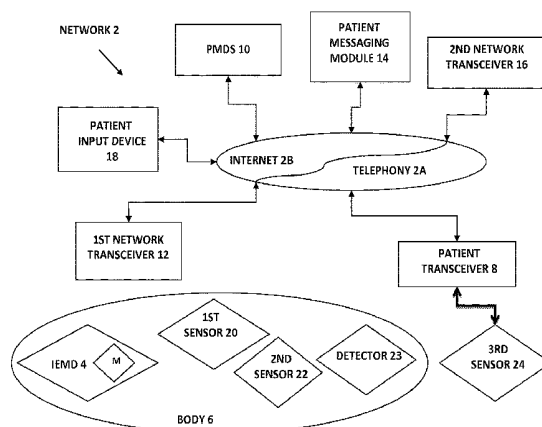 NETWORK 2
PMDS 10
PATIENT
MESSAGING
MODULE 14
2ND NETWORK
TRANSCEIVER 16
PATIENT
INPUT DEVICE
18
INTERNET 2B
TELEPHONY 2A
1ST NETWORK
TRANSCEIVER 12
PATIENT
TRANSCEIVER 8
IEMD 4
M
1ST
SENSOR 20
2ND
SENSOR 22
DETECTOR 23
3RD
SENSOR 24
BODY 6